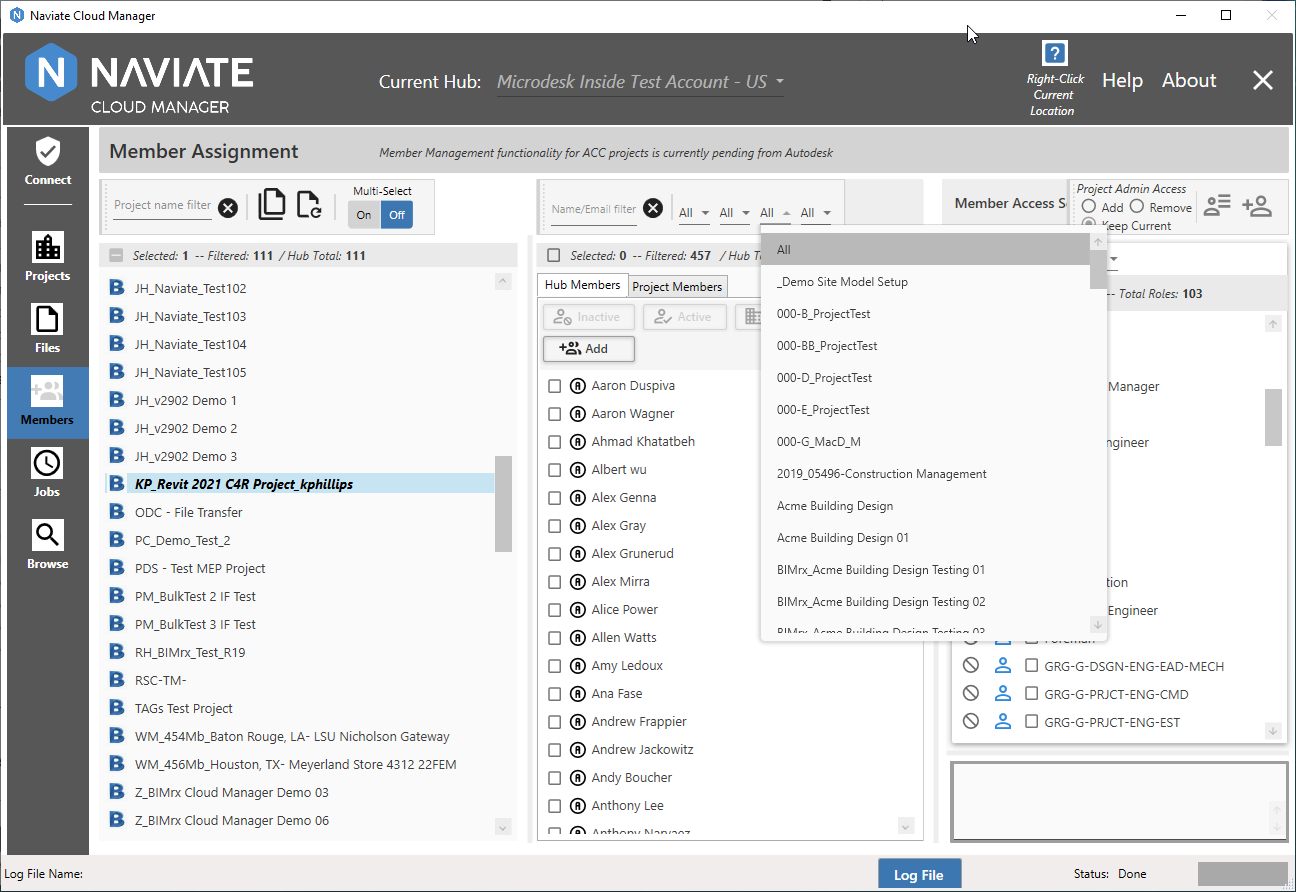 Naviate Cloud Manager
NAVIATE
CLOUD MANAGER
Current Hub: Microdesk Inside Test Account - US
?
Right-Click
Current
Location
Help About
Connect
Projects
Files
Members
Jobs
Browse
Member Assignment
Member Management functionality for ACC projects is currently pending from Autodesk
Project name filter
Multi-Select
On Off
Selected: 1 -- Filtered: 111 / Hub Total: 111
B JH_Naviate_Test102
B JH_Naviate_Test103
B JH_Naviate_Test104
B JH_Naviate_Test105
B JH_v2902 Demo 1
B JH_v2902 Demo 2
B JH_v2902 Demo 3
B KP_Revit 2021 C4R Project_kphillips
B ODC - File Transfer
B PC_Demo_Test_2
B PDS - Test MEP Project
B PM_BulkTest 2 IF Test
B PM_BulkTest 3 IF Test
B RH_BIMrx_Test_R19
B RSC-TM-
B TAGs Test Project
B WM_454Mb_Baton Rouge, LA- LSU Nicholson Gateway
B WM_456Mb_Houston, TX- Meyerland Store 4312 22FEM
B Z_BIMrx Cloud Manager Demo 03
B Z_BIMrx Cloud Manager Demo 06
Name/Email filter
All All All All
Selected: 0 -- Filtered: 457 / Hub T
Hub Members Project Members
Inactive Active
Add
Aaron Duspiva
Aaron Wagner
Ahmad Khatatbeh
Albert wu
Alex Genna
Alex Gray
Alex Grunerud
Alex Mirra
Alice Power
Allen Watts
Amy Ledoux
Ana Fase
Andrew Frappier
Andrew Jackowitz
Andy Boucher
Anthony Lee
Anthony Narvaez
All
_Demo Site Model Setup
000-B_ProjectTest
000-BB_ProjectTest
000-D_ProjectTest
000-E_ProjectTest
000-G_MacD_M
2019_05496-Construction Management
Acme Building Design
Acme Building Design 01
BIMrx_Acme Building Design Testing 01
BIMrx_Acme Building Design Testing 02
BIMrx_Acme Building Design Testing 03
Member Access S
Project Admin Access
Add Remove
Keep Current
-- Total Roles: 103
Manager
ngineer
tion
Engineer
Foreman
GRG-G-DSGN-ENG-EAD-MECH
GRG-G-PRJCT-ENG-CMD
GRG-G-PRJCT-ENG-EST
Log File Name:
Log File
Status: Done